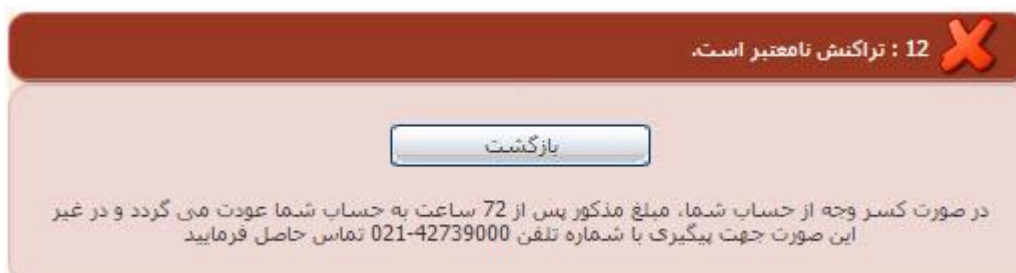 12 : تراکنش نامعتبر است.
بازگشت
در صورت کسر وجه از حساب شما، مبلغ مذکور پس از 72 ساعت به حساب شما عودت می گردد و در غیر
این صورت جهت پیگیری با شماره تلفن 42739000-021 تماس حاصل فرمایید